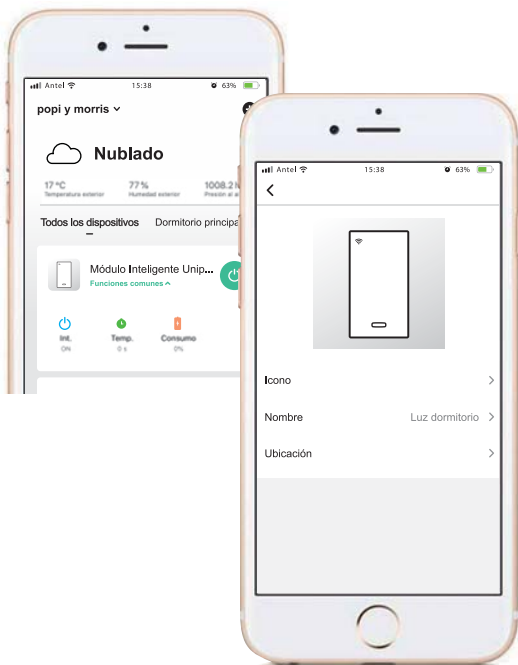 Antel 15:38 63%
popi y morris
Nublado
17 °C 77 % 1008.2
Temperatura exterior Humedad exterior Presión al
Todos los dispositivos Dormitorio principa
Módulo Inteligente Unip...
Funciones comunes
Int. Temp. Consumo
ON 0 s 0%
Antel 15:38 63%
Icono
Nombre Luz dormitorio
Ubicación